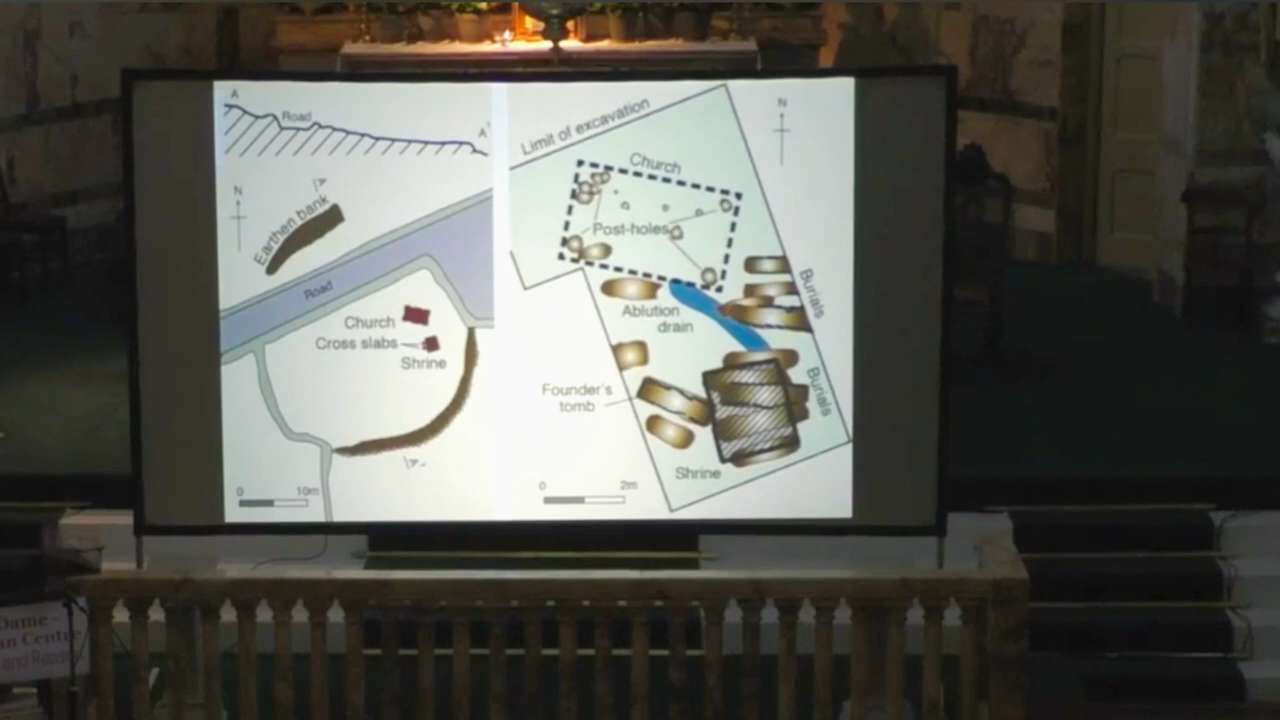 A
Road
A'
N
A
Earthen bank
Road
Church
Cross slabs
Shrine
A'
0 10m
Limit of excavation
N
Church
Post-holes
Burials
Ablution
drain
Founder's
tomb
Burials
Shrine
0 2m
Dame -
an Centre
and Reaso